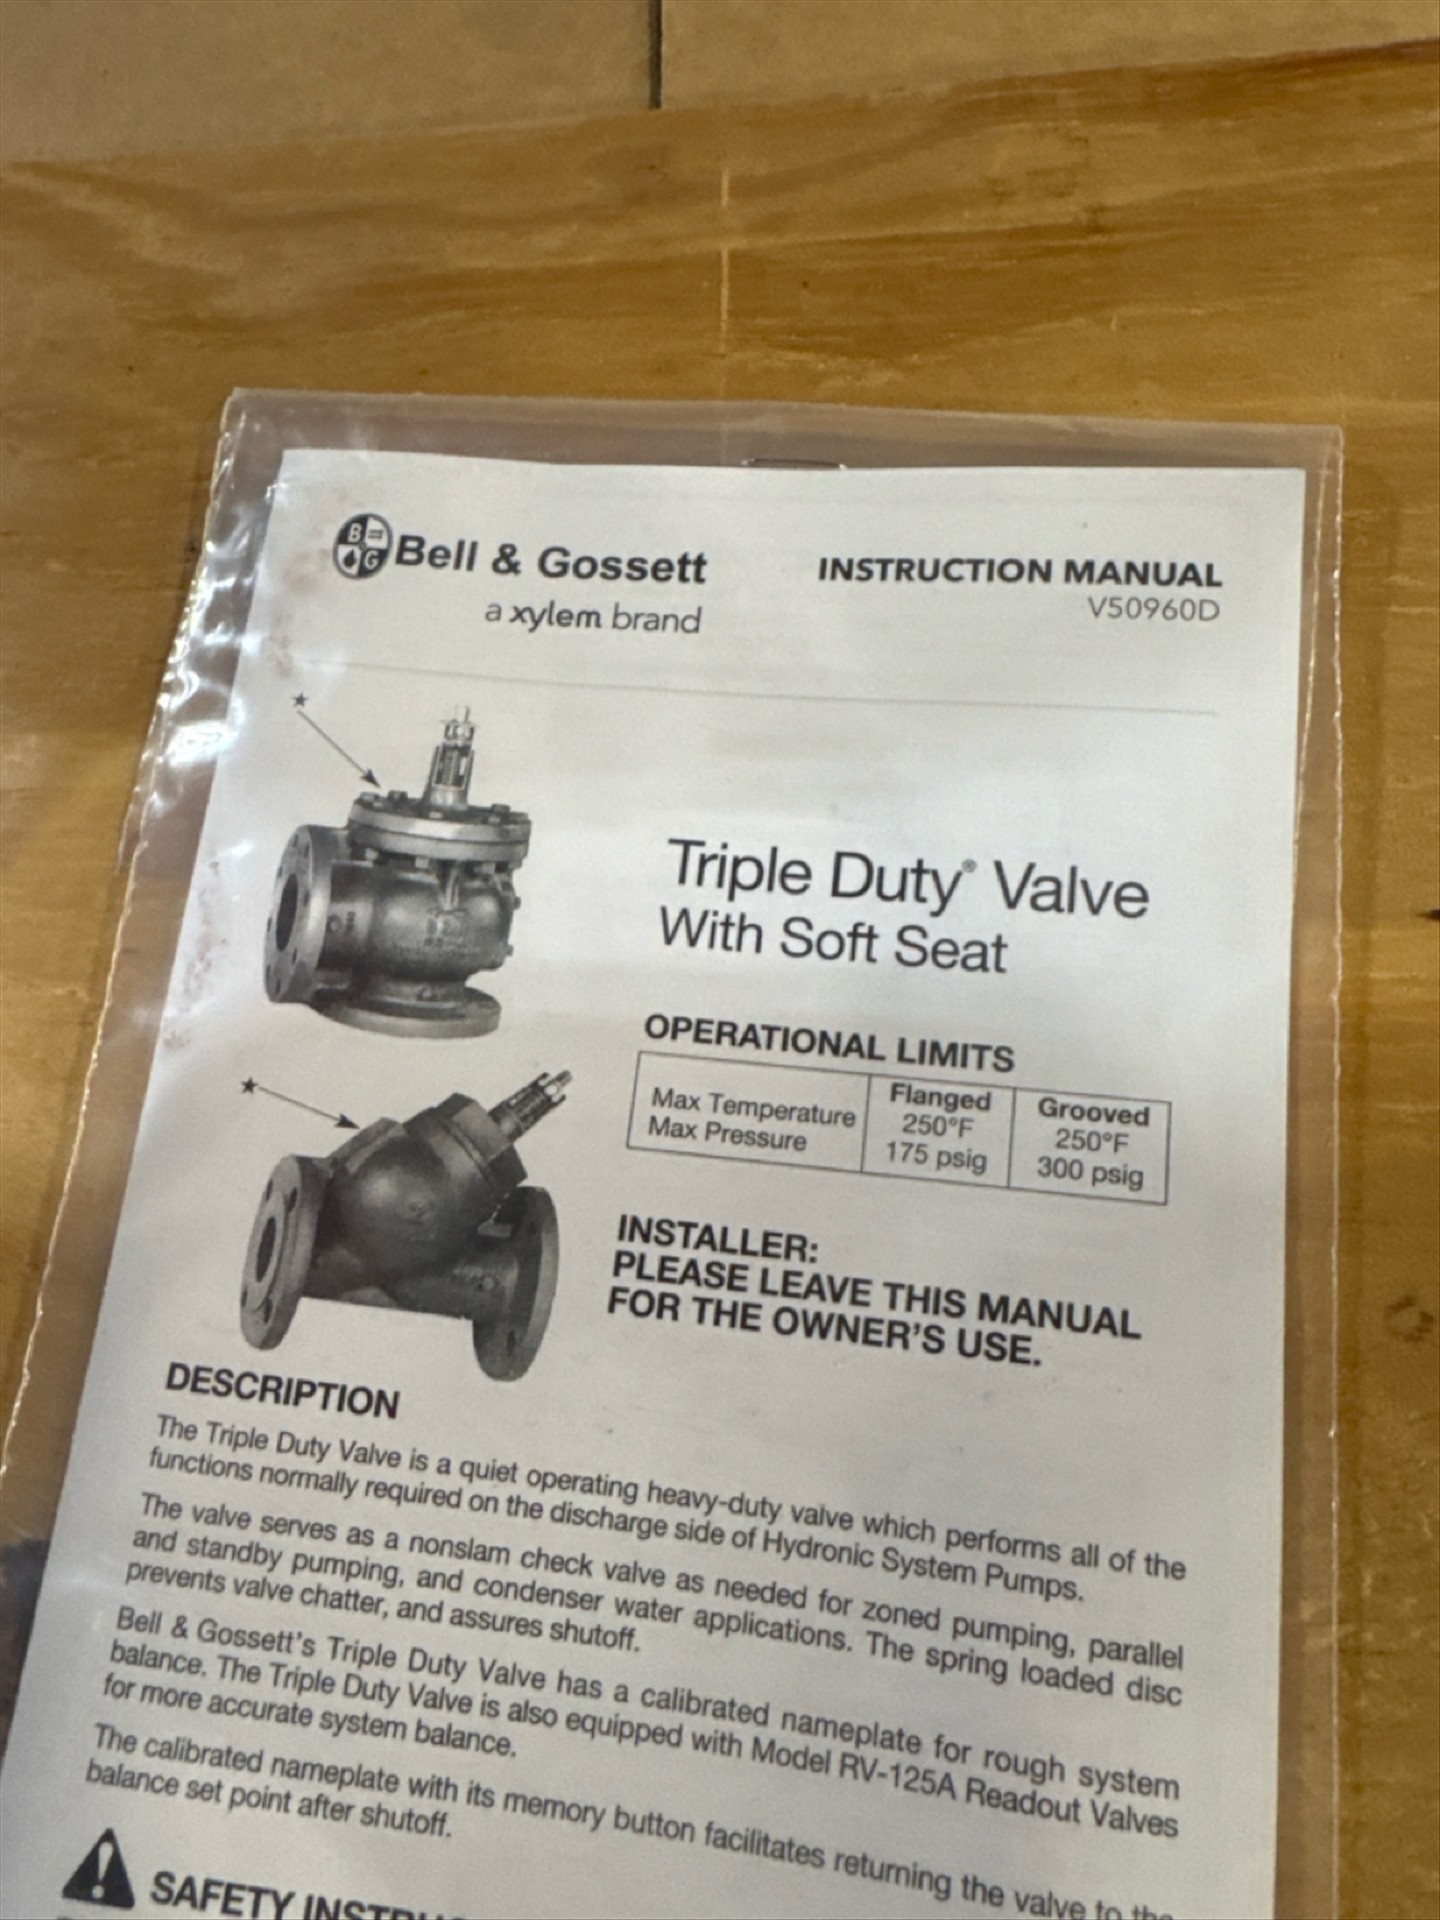 Bell & Gossett
a xylem brand
INSTRUCTION MANUAL
V50960D
Triple Duty® Valve
With Soft Seat
OPERATIONAL LIMITS
Flanged Grooved
Max Temperature 250°F 250°F
Max Pressure 175 psig 300 psig
INSTALLER:
PLEASE LEAVE THIS MANUAL
FOR THE OWNER'S USE.
DESCRIPTION
The Triple Duty Valve is a quiet operating heavy-duty valve which performs all of the
functions normally required on the discharge side of Hydronic System Pumps.
The valve serves as a nonslam check valve as needed for zoned pumping, parallel
and standby pumping, and condenser water applications. The spring loaded disc
prevents valve chatter, and assures shutoff.
Bell & Gossett's Triple Duty Valve has a calibrated nameplate for rough system
balance. The Triple Duty Valve is also equipped with Model RV-125A Readout Valves
for more accurate system balance.
The calibrated nameplate with its memory button facilitates returning the valve to the
balance set point after shutoff.
SAFETY